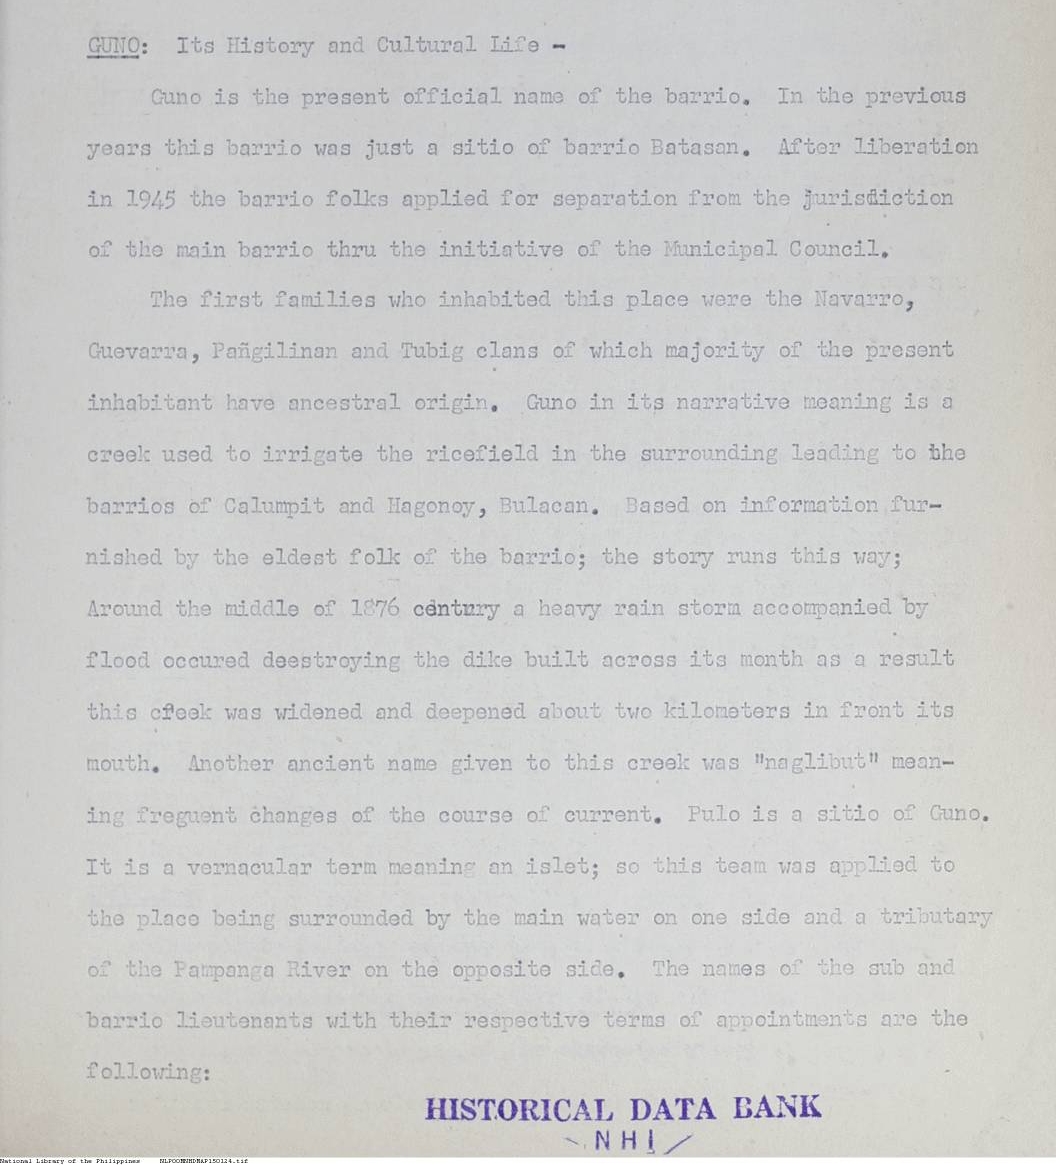 GUNO: Its History and Cultural Life -
Guno is the present official name of the barrio. In the previous
years this barrio was just a sitio of barrio Batasan. After liberation
in 1945 the barrio folks applied for separation from the jurisdiction
of the main barrio thru the initiative of the Municipal Council.
The first families who inhabited this place were the Navarro,
Guevarra, Pañgilinan and Tubig clans of which majority of the present
inhabitant have ancestral origin. Guno in its narrative meaning is a
creek used to irrigate the ricefield in the surrounding leading to the
barrios of Calumpit and Hagonoy, Bulacan. Based on information fur-
nished by the eldest folk of the barrio; the story runs this way;
Around the middle of 1876 century a heavy rain storm accompanied by
flood occured deestroying the dike built across its month as a result
this creek was widened and deepened about two kilometers in front its
mouth. Another ancient name given to this creek was "naglibut" mean-
ing freguent changes of the course of current. Pulo is a sitio of Guno.
It is a vernacular term meaning an islet; so this team was applied to
the place being surrounded by the main water on one side and a tributary
of the Pampanga River on the opposite side. The names of the sub and
barrio lieutenants with their respective terms of appointments are the
following:
HISTORICAL DATA BANK
NHI
National Library of the Philippines NLPOOBNHDHAP150124.tif